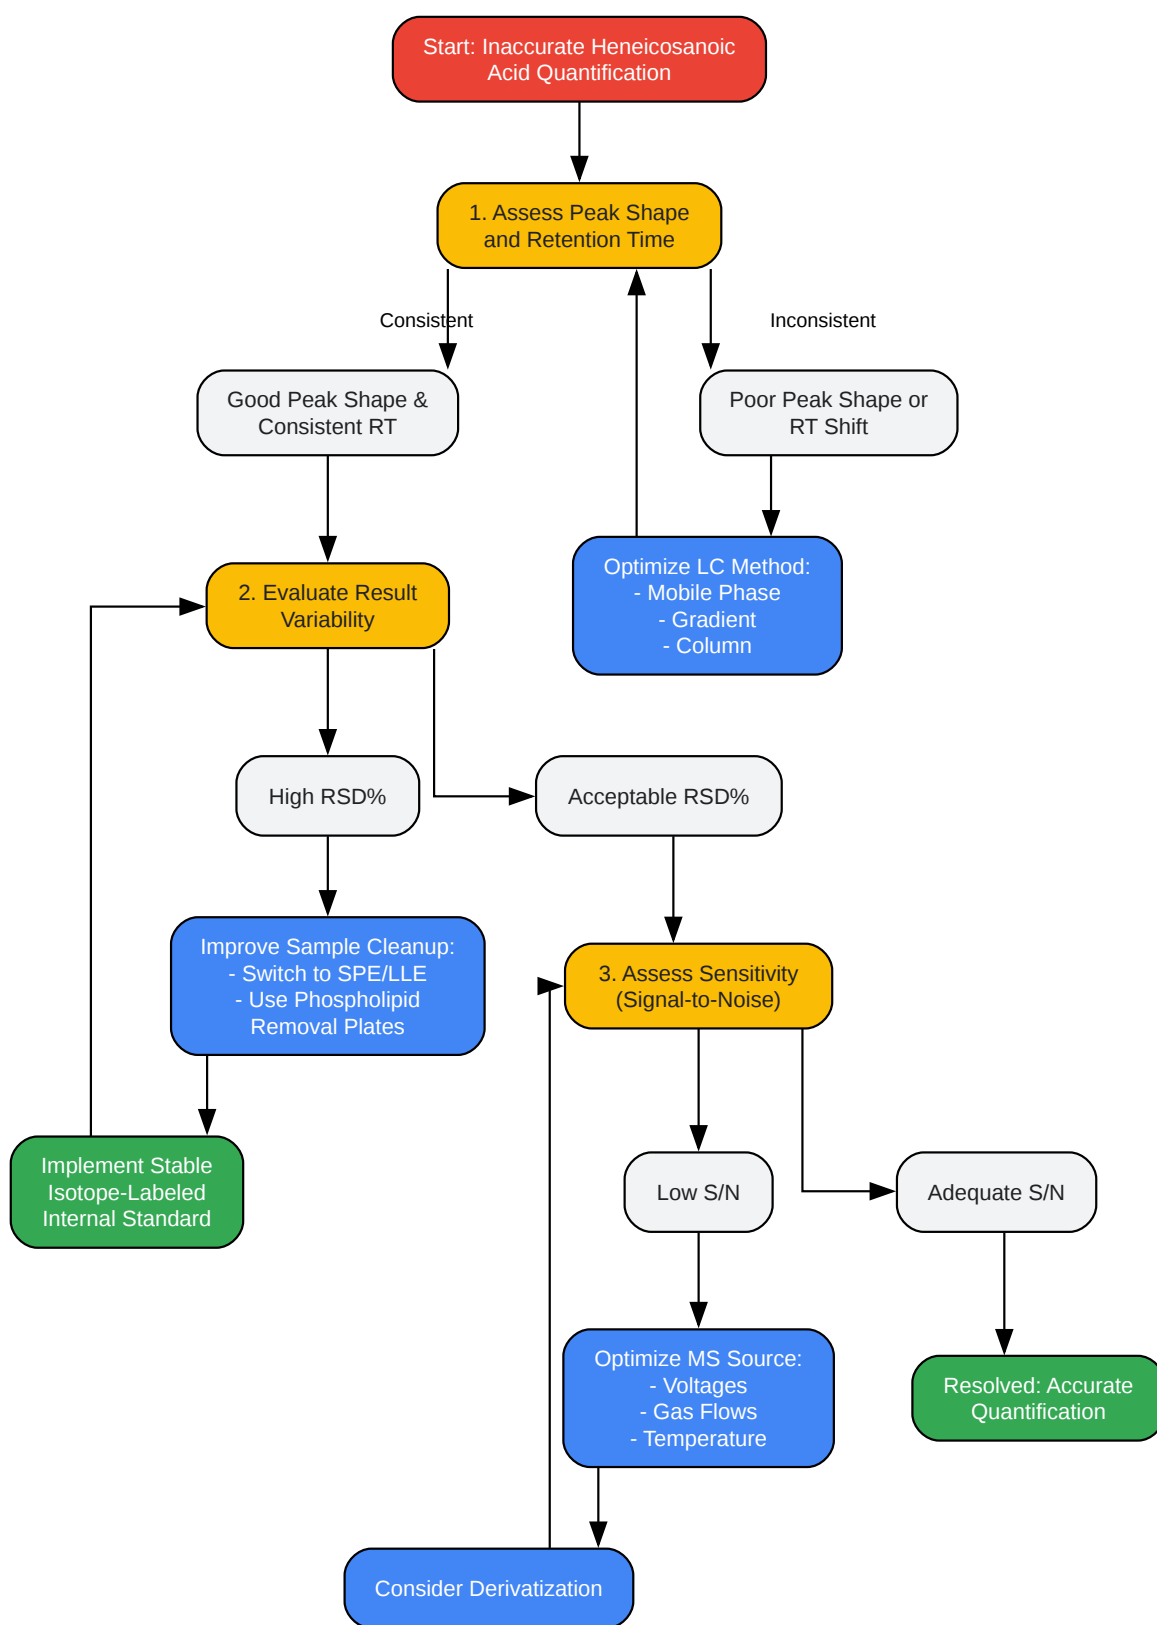 Start: Inaccurate Heneicosanoic
Acid Quantification
1. Assess Peak Shape
and Retention Time
Consistent
Inconsistent
Good Peak Shape &
Consistent RT
Poor Peak Shape or
RT Shift
Optimize LC Method:
- Mobile Phase
- Gradient
- Column
2. Evaluate Result
Variability
High RSD%
Acceptable RSD%
Improve Sample Cleanup:
- Switch to SPE/LLE
- Use Phospholipid
Removal Plates
3. Assess Sensitivity
(Signal-to-Noise)
Implement Stable
Isotope-Labeled
Internal Standard
Low S/N
Adequate S/N
Optimize MS Source:
- Voltages
- Gas Flows
- Temperature
Resolved: Accurate
Quantification
Consider Derivatization